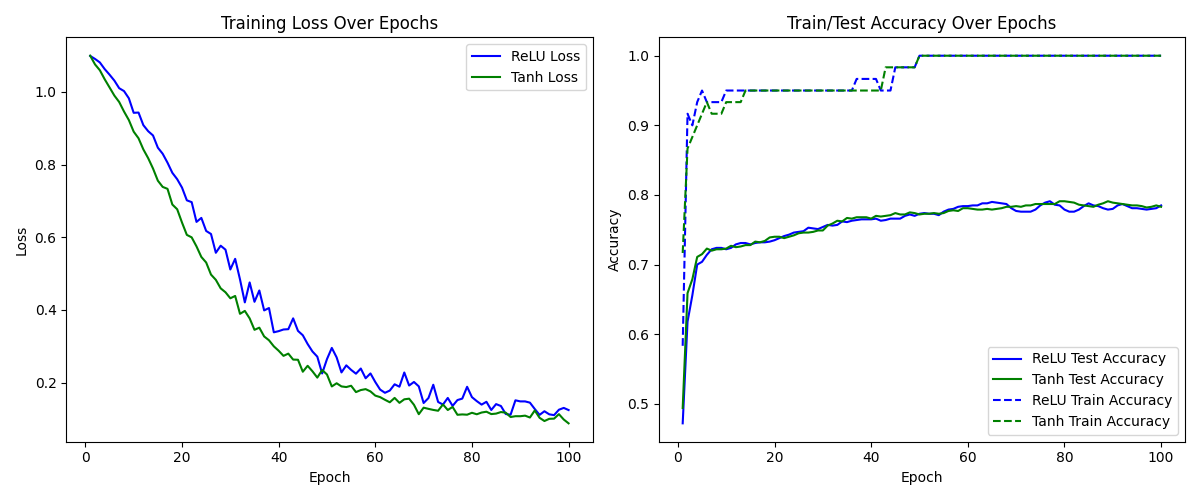 Training Loss Over Epochs
ReLU Loss
Tanh Loss
1.0
0.8
0.6
0.4
0.2
Loss
0 20 40 60 80 100
Epoch
Train/Test Accuracy Over Epochs
1.0
0.9
0.8
0.7
0.6
0.5
Accuracy
ReLU Test Accuracy
Tanh Test Accuracy
ReLU Train Accuracy
Tanh Train Accuracy
0 20 40 60 80 100
Epoch